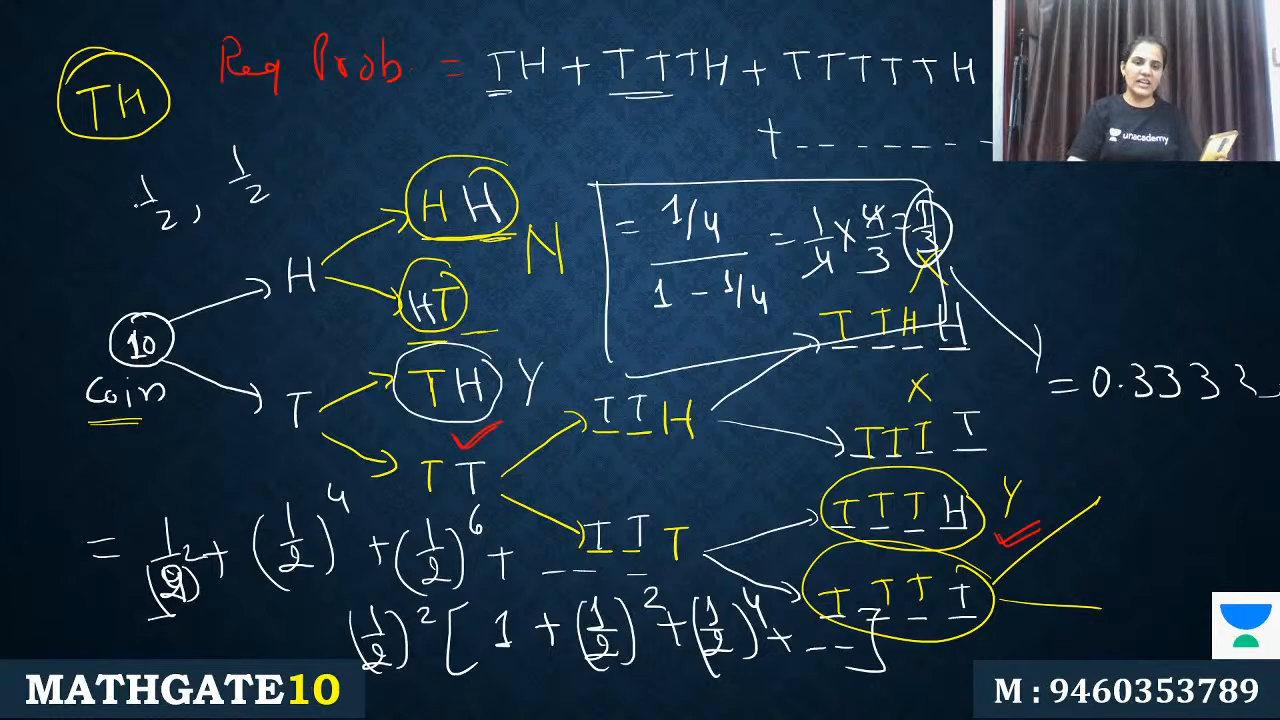 TH
Req Prob. = TH + TTTH + TTTTTH
+ -- -----
1/2, 1/2
HH N
= 1/4 / 1 - 1/4 = 1/4 × 4/3 = 1/3
H
HT
X
TTHH
10
Coin
T
TH Y
TTH
= 0.3333
X
TTTT
TT
TTTH Y
TTT
= (1/2)² + (1/2)⁴ + (1/2)⁶ + -- -
TTTT
(1/2)² [1 + (1/2)² + (1/2)⁴ + ---]
unacademy
MATHGATE10
M : 9460353789